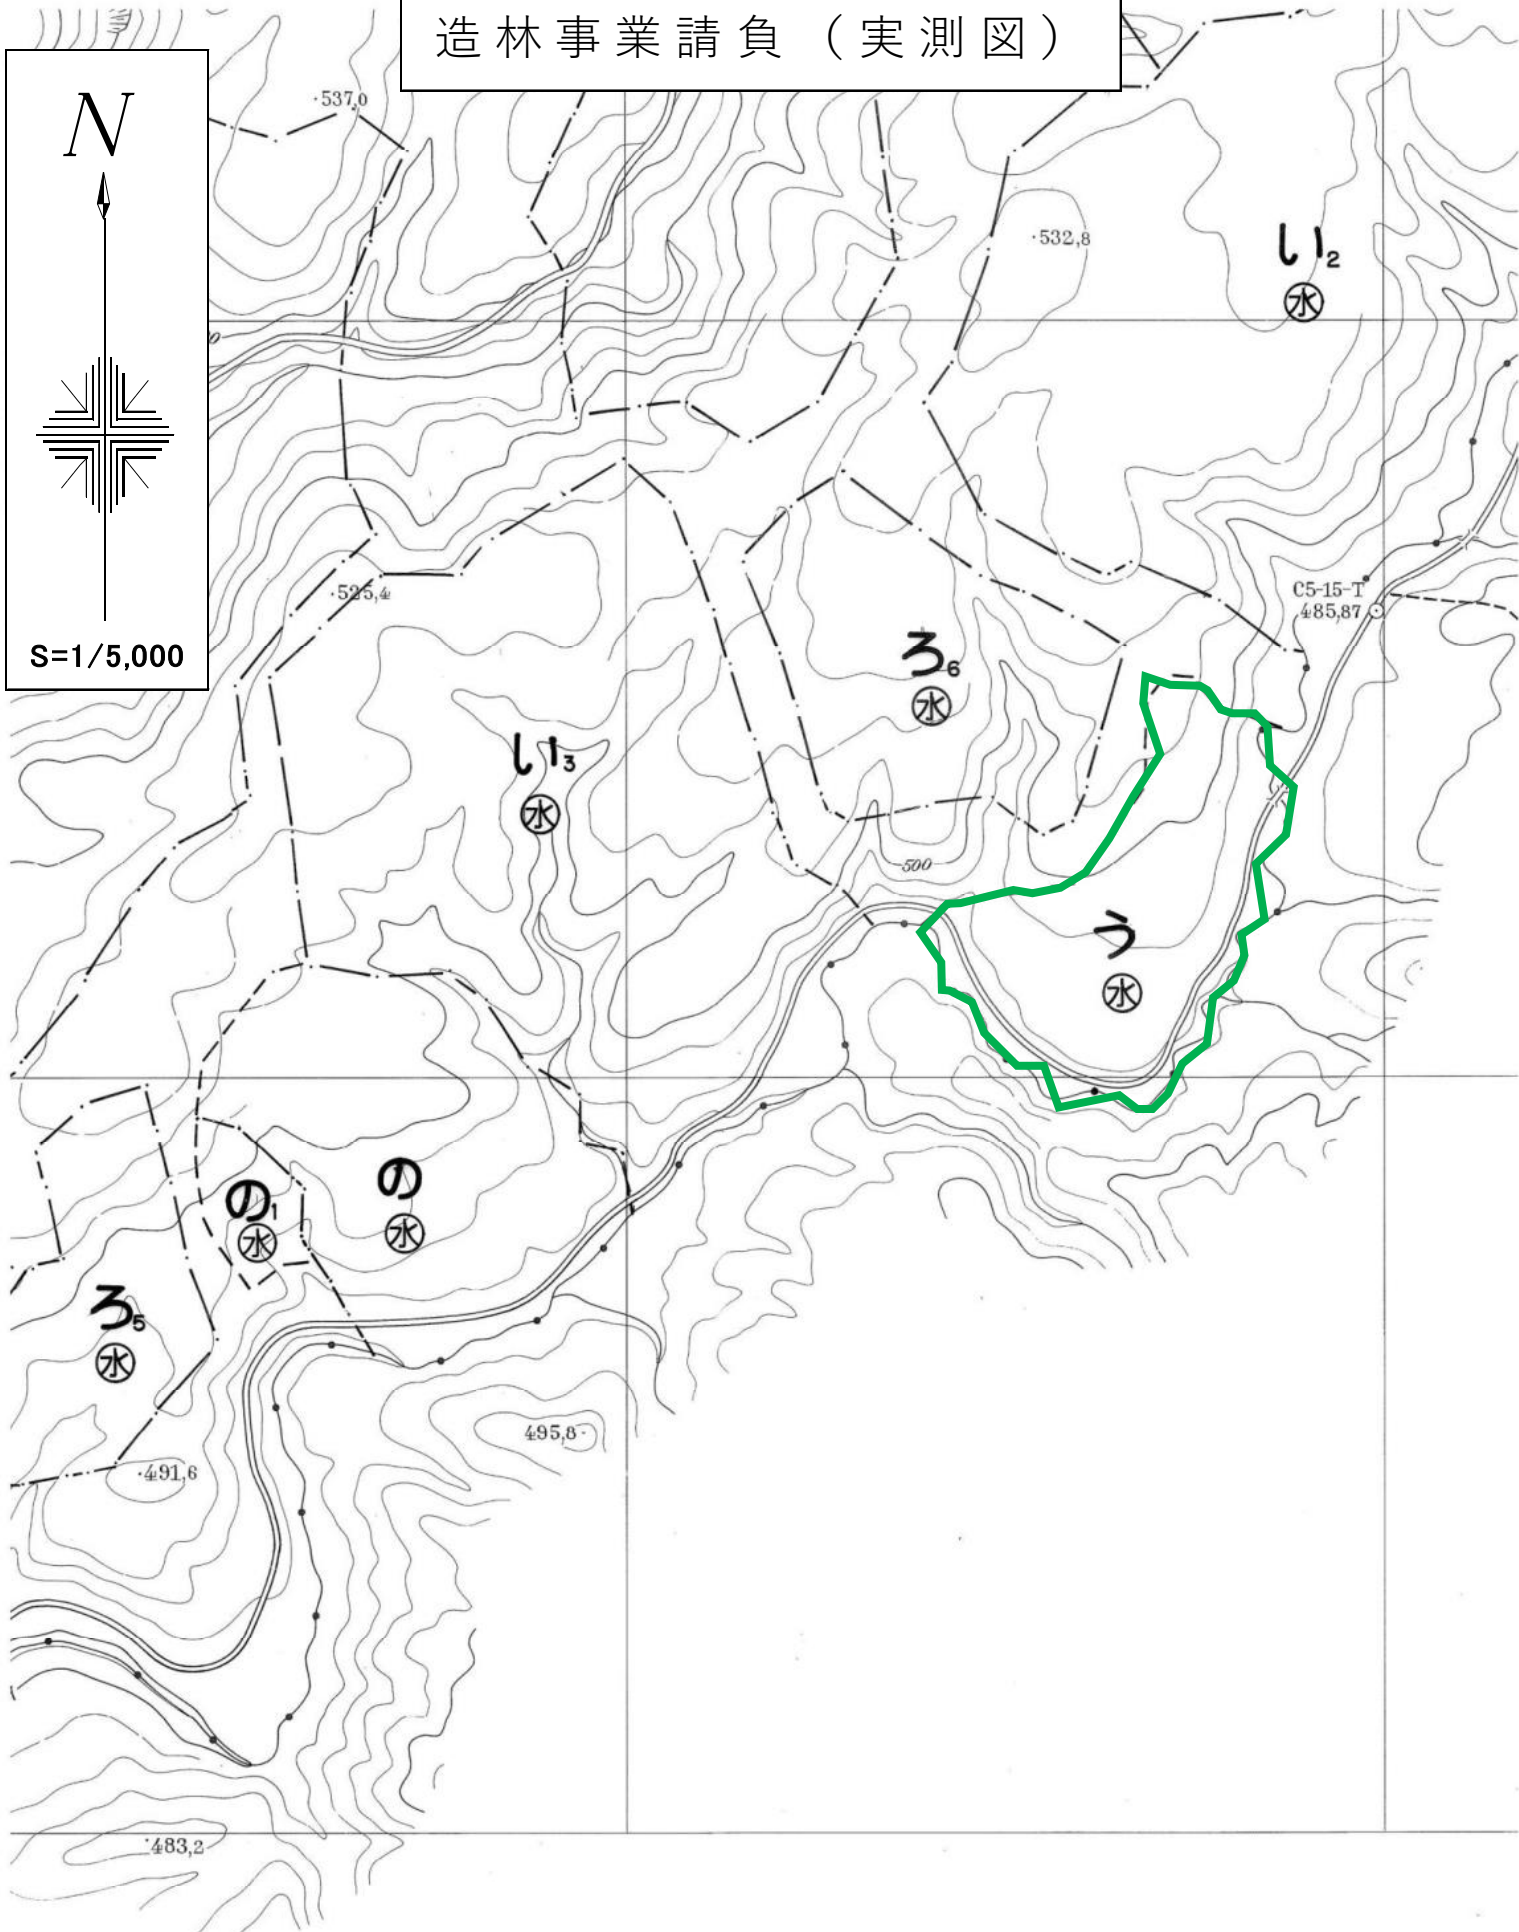 造林事業請負（実測図）
N
S=1/5,000
537,0
532,8
い2
水
525,4
C5-15-T
485,87
ろ6
水
い3
水
500
う
水
の
水
の1
水
ろ5
水
495,8
491,6
483,2